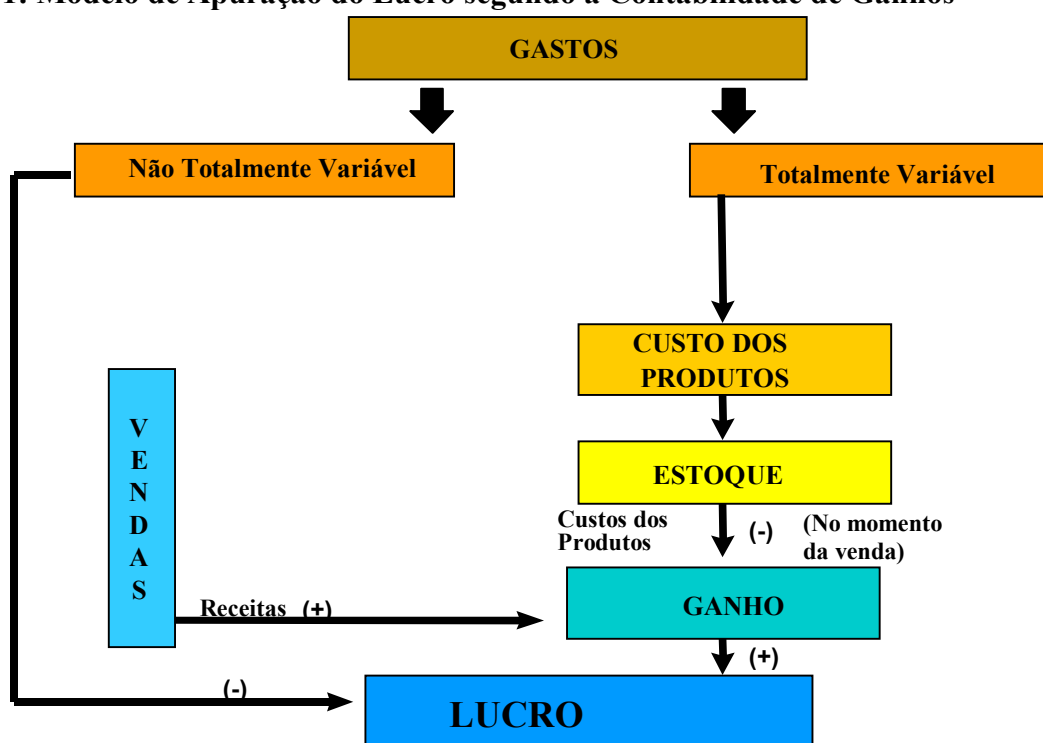 1. Modelo de Apuração do Lucro segundo a Contabilidade de Ganhos
GASTOS
Não Totalmente Variável
Totalmente Variável
CUSTO DOS
PRODUTOS
V
E
N
D
A
S
ESTOQUE
Custos dos
Produtos
(-)
(No momento
da venda)
Receitas (+)
GANHO
(+)
(-)
LUCRO